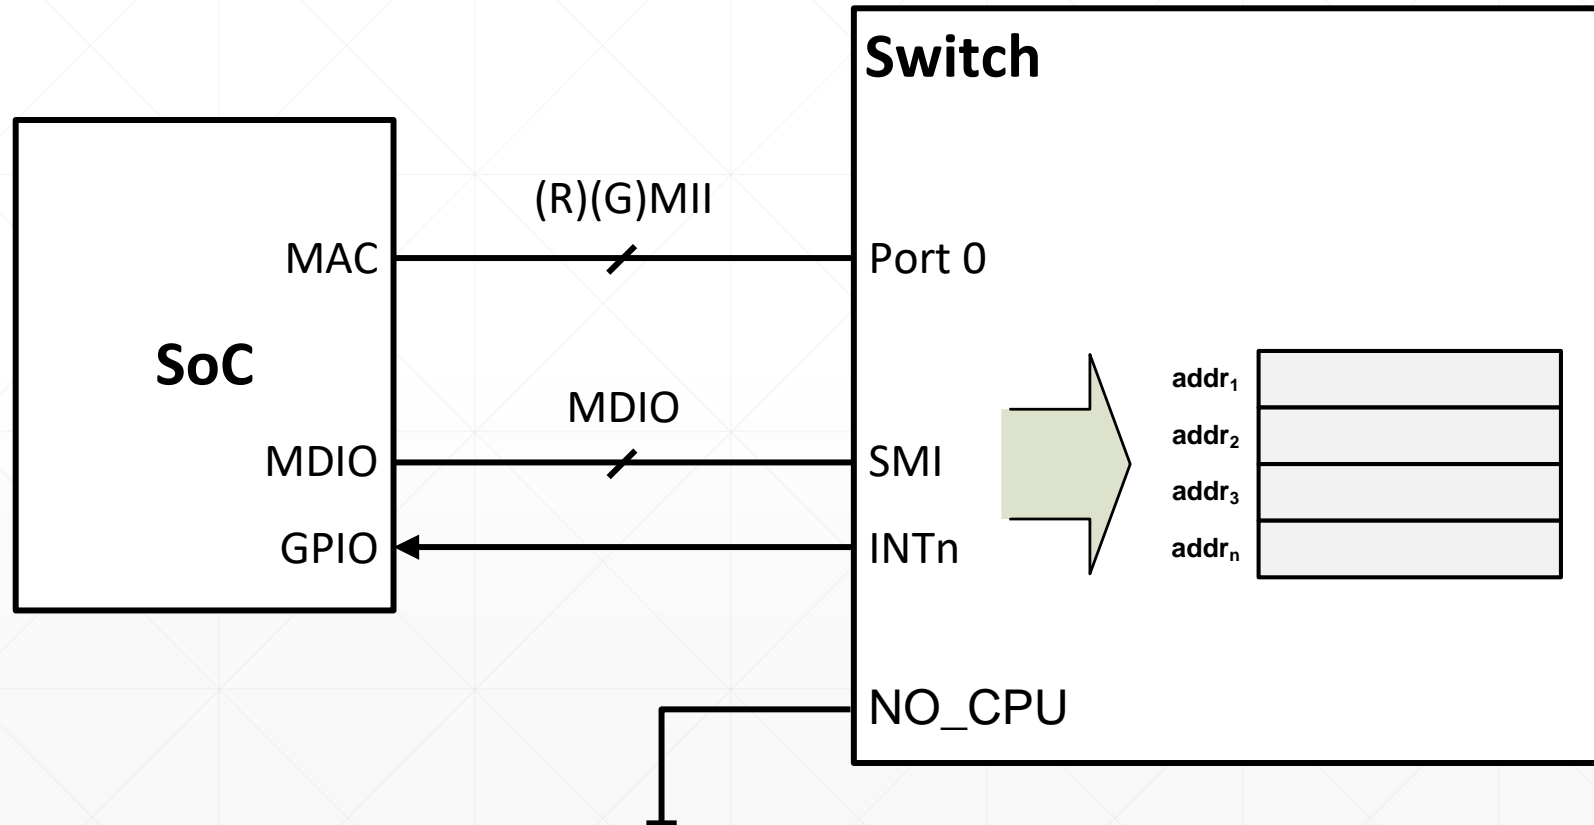 Switch
(R)(G)MII
MAC
Port 0
SoC
MDIO
MDIO
SMI
GPIO
INTn
addr₁
addr₂
addr₃
addrₙ
NO_CPU